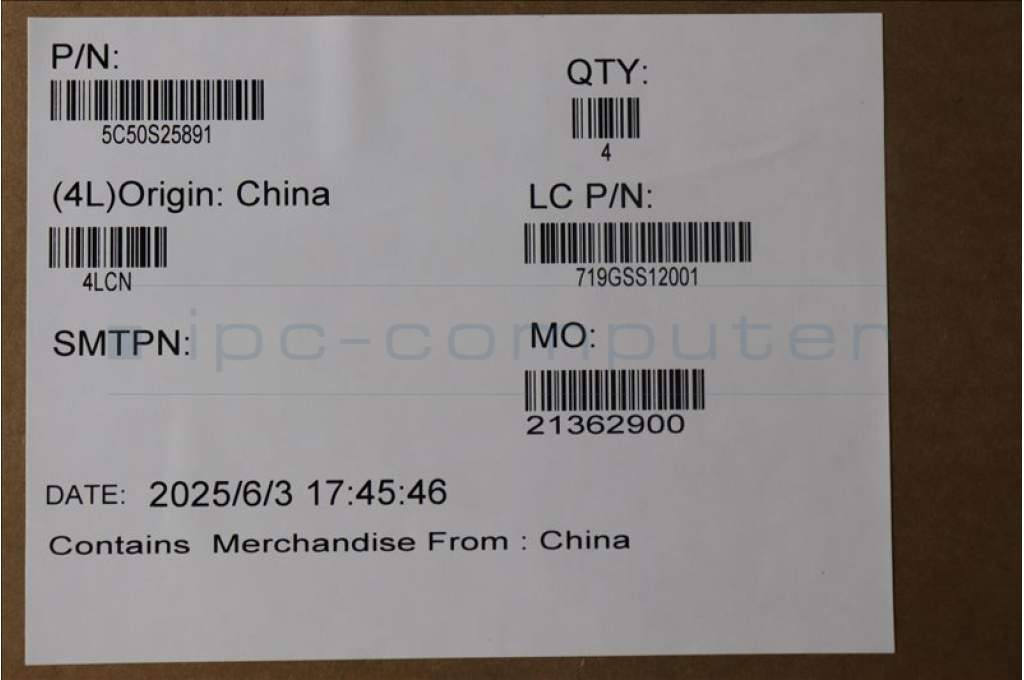 P/N:
5C50S25891
QTY:
4
(4L)Origin: China
4LCN
LC P/N:
719GSS12001
SMTPN:
MO:
21362900
ipc-computer
DATE: 2025/6/3 17:45:46
Contains Merchandise From : China